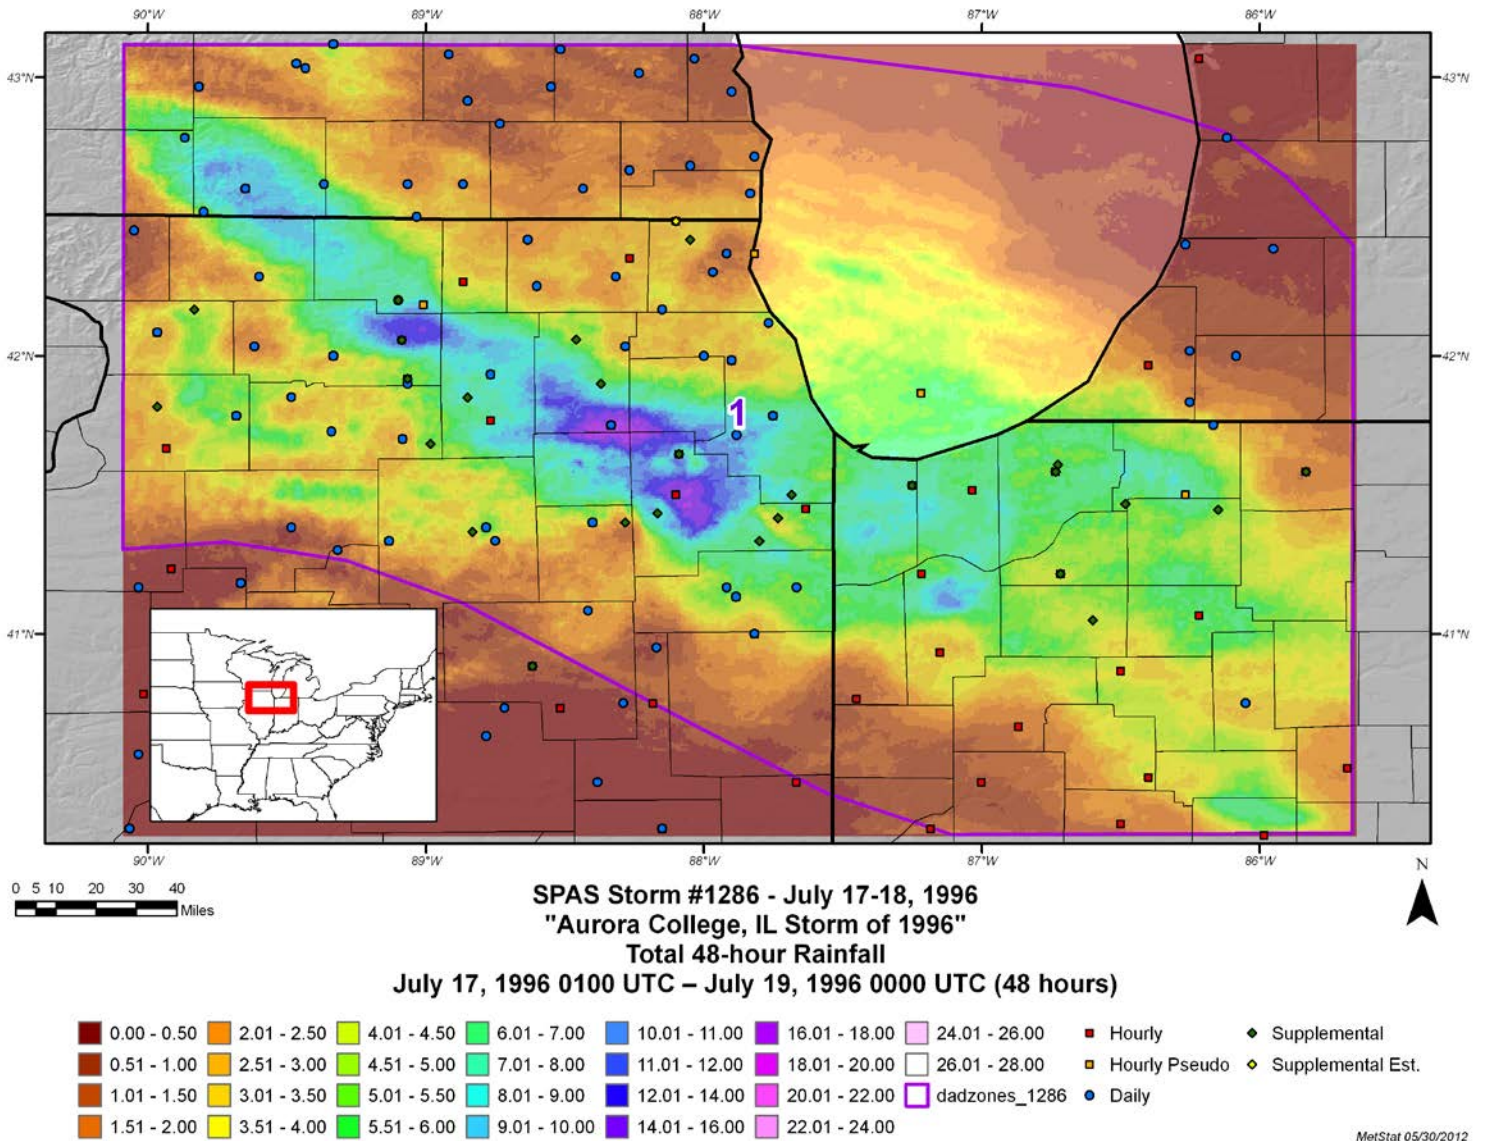 90°W 89°W 88°W 87°W 86°W
43°N 43°N
42°N 42°N
1
41°N 41°N
90°W 89°W 88°W 87°W 86°W
0 5 10 20 30 40
Miles
N
SPAS Storm #1286 - July 17-18, 1996
"Aurora College, IL Storm of 1996"
Total 48-hour Rainfall
July 17, 1996 0100 UTC – July 19, 1996 0000 UTC (48 hours)
0.00 - 0.50 2.01 - 2.50 4.01 - 4.50 6.01 - 7.00 10.01 - 11.00 16.01 - 18.00 24.01 - 26.00 Hourly Supplemental
0.51 - 1.00 2.51 - 3.00 4.51 - 5.00 7.01 - 8.00 11.01 - 12.00 18.01 - 20.00 26.01 - 28.00 Hourly Pseudo Supplemental Est.
1.01 - 1.50 3.01 - 3.50 5.01 - 5.50 8.01 - 9.00 12.01 - 14.00 20.01 - 22.00 dadzones_1286 Daily
1.51 - 2.00 3.51 - 4.00 5.51 - 6.00 9.01 - 10.00 14.01 - 16.00 22.01 - 24.00
MetStat 05/30/2012